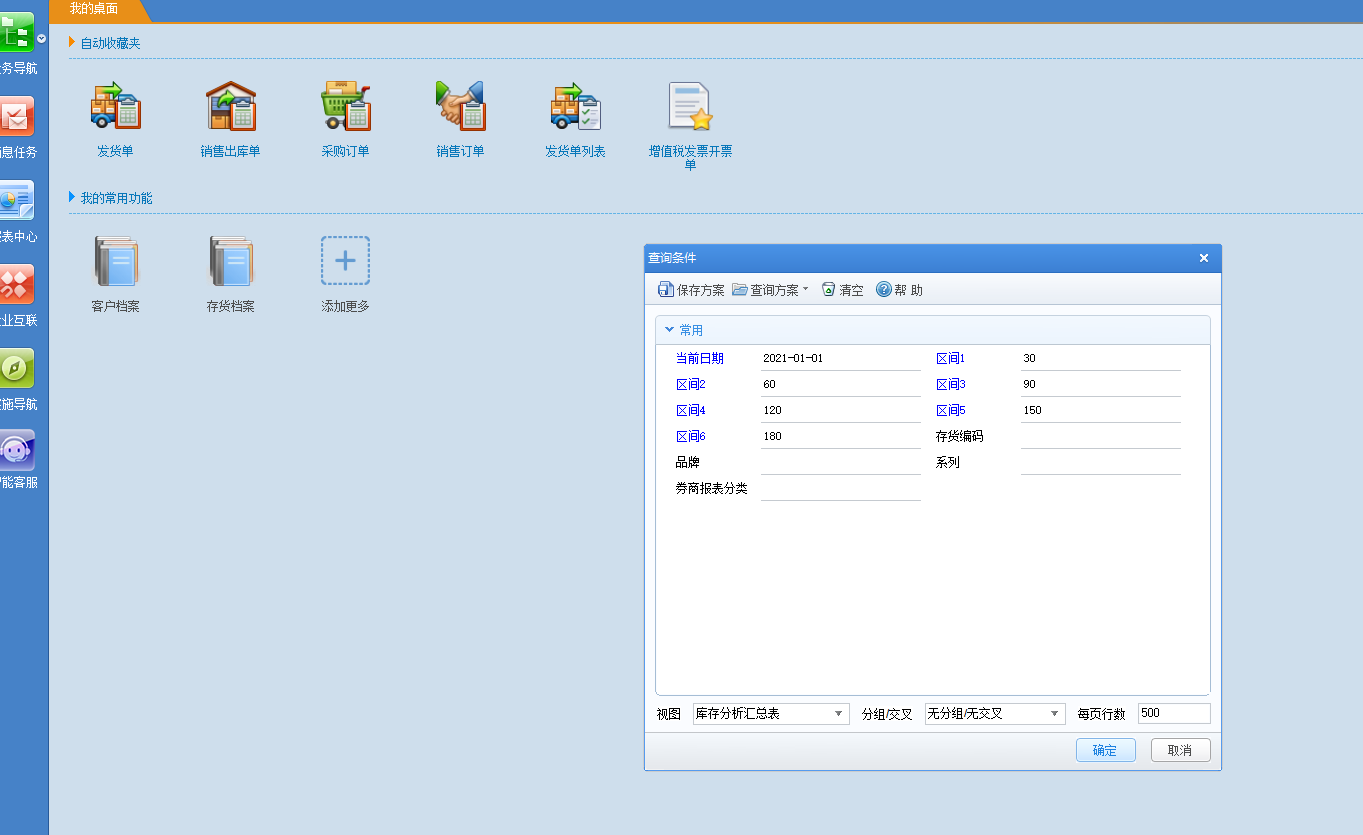 我的桌面
自动收藏夹
务导航
息任务
表中心
业互联
施导航
能客服
发货单
销售出库单
采购订单
销售订单
发货单列表
增值税发票开票
单
我的常用功能
客户档案
存货档案
添加更多
查询条件
保存方案 查询方案 清空 帮 助
常用
当前日期 2021-01-01 区间1 30
区间2 60 区间3 90
区间4 120 区间5 150
区间6 180 存货编码
品牌 系列
券商报表分类
视图 库存分析汇总表 分组/交叉 无分组/无交叉 每页行数 500
确定 取消